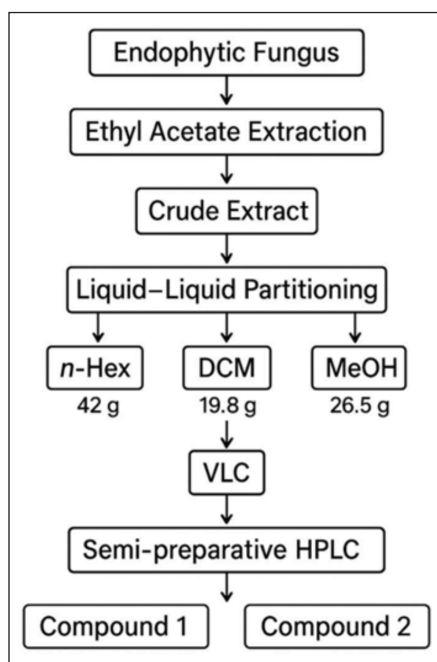 Endophytic Fungus
Ethyl Acetate Extraction
Crude Extract
Liquid–Liquid Partitioning
n-Hex DCM MeOH
42 g 19.8 g 26.5 g
VLC
Semi-preparative HPLC
Compound 1 Compound 2